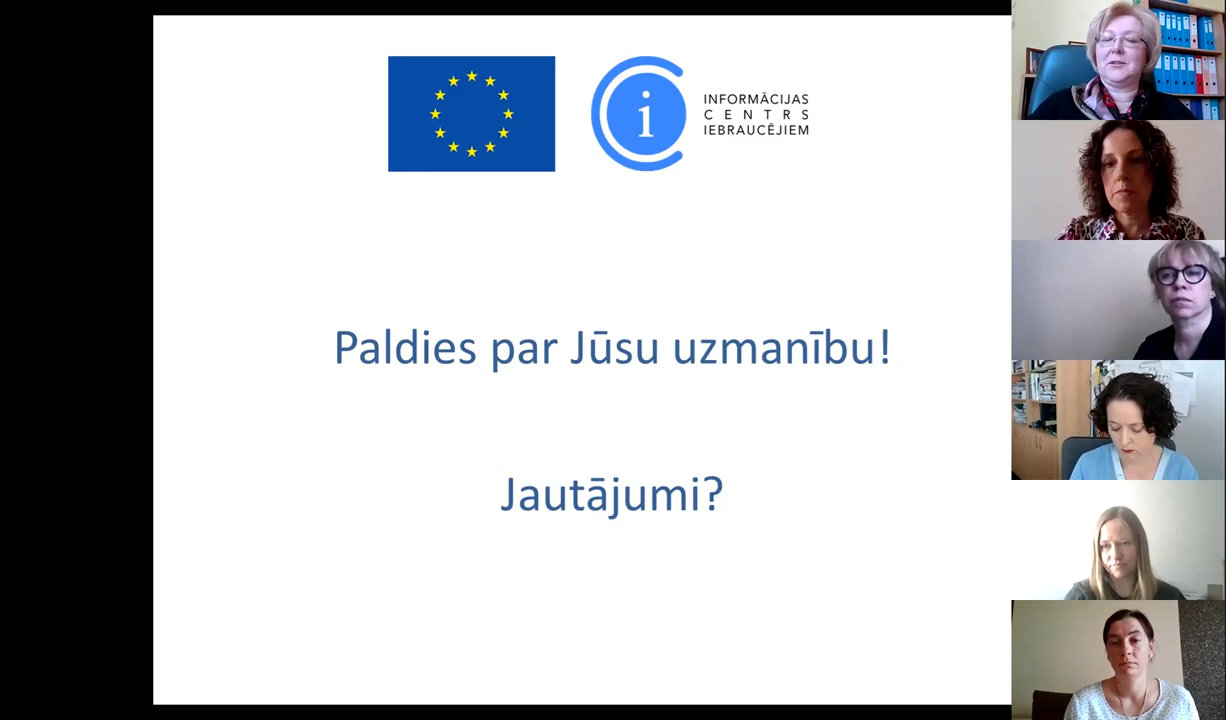 INFORMĀCIJAS
CENTRS
IEBRAUCĒJIEM
Paldies par Jūsu uzmanību!
Jautājumi?